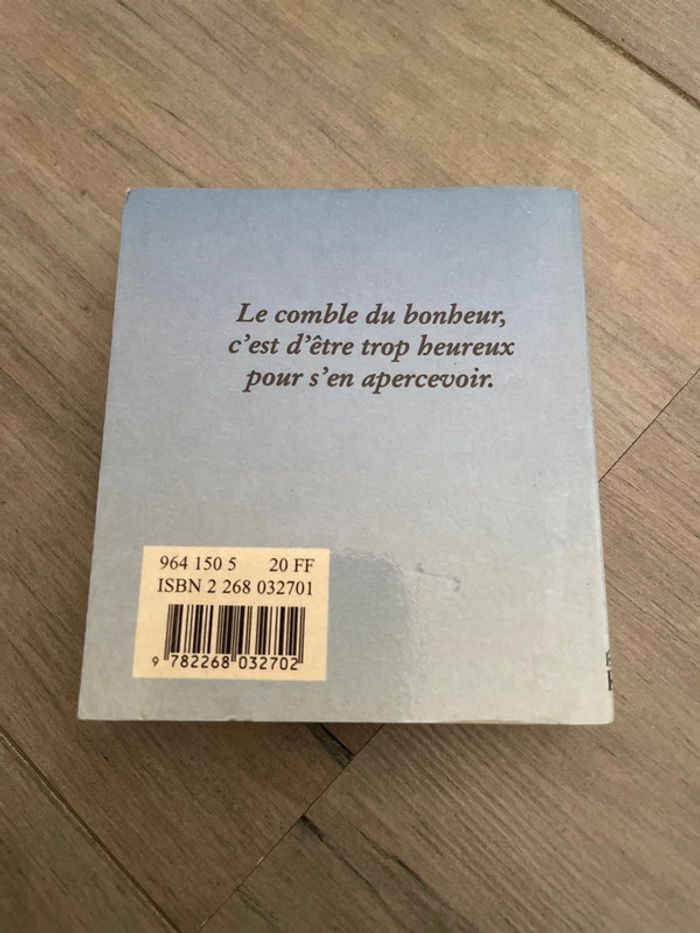 Le comble du bonheur,
c'est d'être trop heureux
pour s'en apercevoir.
964 150 5 20 FF
ISBN 2 268 032701
9 782268 032702